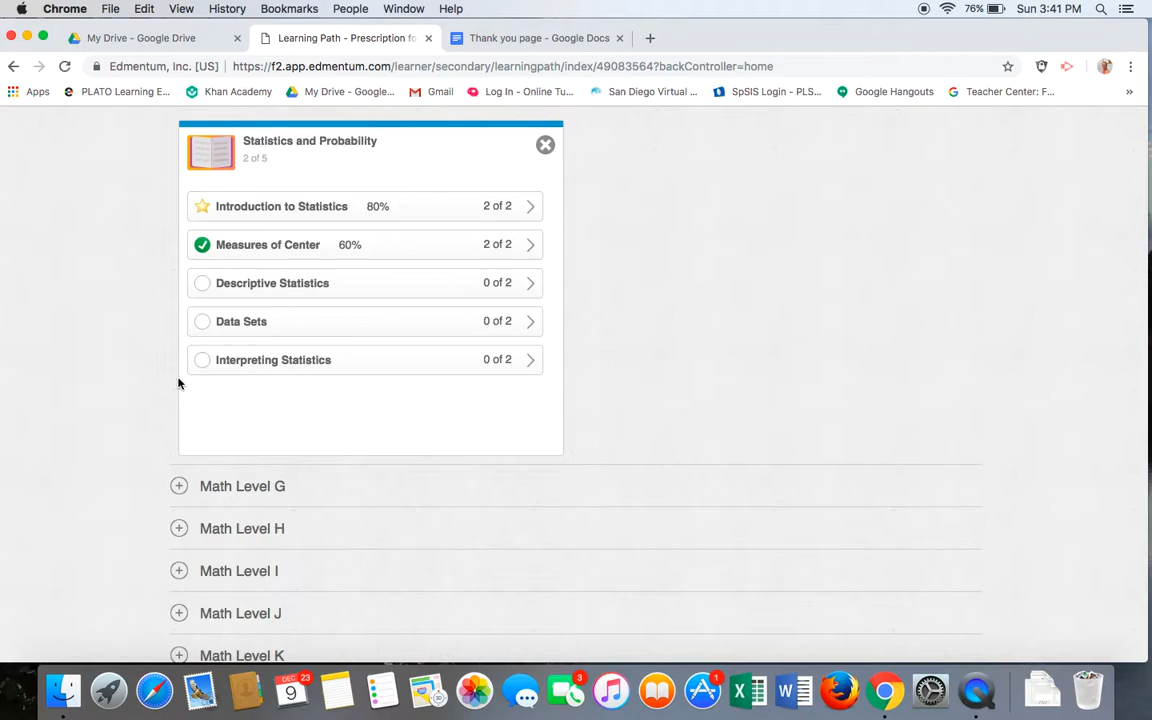 Chrome File Edit View History Bookmarks People Window Help 76% Sun 3:41 PM
My Drive - Google Drive Learning Path - Prescription fo Thank you page - Google Docs
Edmentum, Inc. [US] https://f2.app.edmentum.com/learner/secondary/learningpath/index/49083564?backController=home
Apps PLATO Learning E... Khan Academy My Drive - Google... Gmail Log In - Online Tu... San Diego Virtual ... SpSIS Login - PLS... Google Hangouts Teacher Center: F... »
Statistics and Probability
2 of 5
Introduction to Statistics 80% 2 of 2
Measures of Center 60% 2 of 2
Descriptive Statistics 0 of 2
Data Sets 0 of 2
Interpreting Statistics 0 of 2
Math Level G
Math Level H
Math Level I
Math Level J
Math Level K
DEC 23
9
3
1